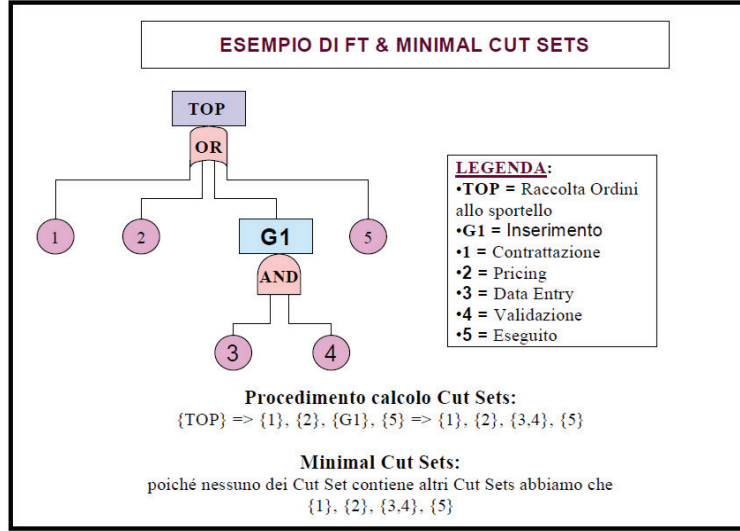 ESEMPIO DI FT & MINIMAL CUT SETS
TOP
OR
1
2
G1
5
AND
3
4
LEGENDA:
•TOP = Raccolta Ordini
allo sportello
•G1 = Inserimento
•1 = Contrattazione
•2 = Pricing
•3 = Data Entry
•4 = Validazione
•5 = Eseguito
Procedimento calcolo Cut Sets:
{TOP} => {1}, {2}, {G1}, {5} => {1}, {2}, {3,4}, {5}
Minimal Cut Sets:
poiché nessuno dei Cut Set contiene altri Cut Sets abbiamo che
{1}, {2}, {3,4}, {5}